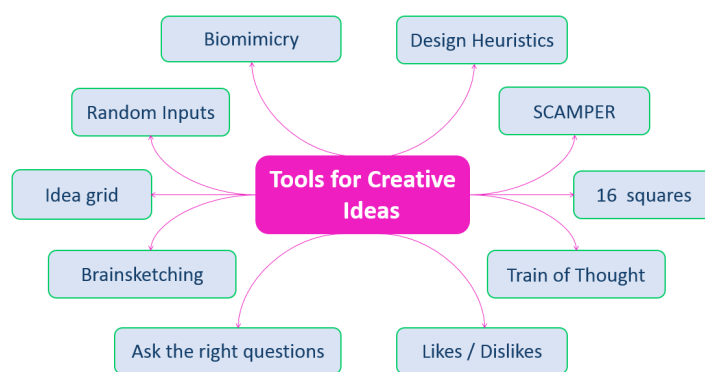 Biomimicry
Design Heuristics
Random Inputs
SCAMPER
Tools for Creative
Ideas
Idea grid
16 squares
Brainsketching
Train of Thought
Ask the right questions
Likes / Dislikes